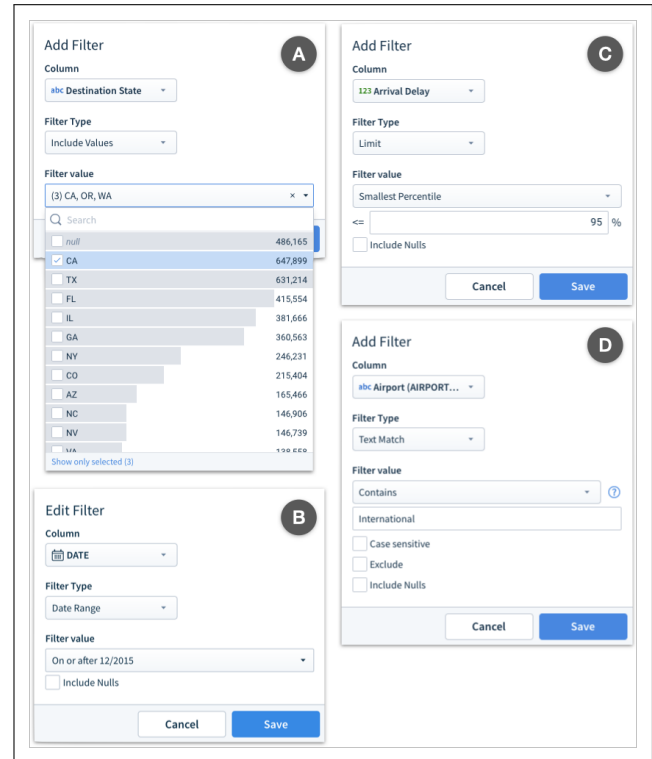 Add Filter
A
Column
abc Destination State
Filter Type
Include Values
Filter value
(3) CA, OR, WA
Search
null 486,165
CA 647,899
TX 631,214
FL 415,554
IL 381,666
GA 360,563
NY 246,231
CO 215,404
AZ 165,466
NC 146,906
NV 146,739
VA 138,558
Show only selected (3)
Edit Filter
B
Column
DATE
Filter Type
Date Range
Filter value
On or after 12/2015
Include Nulls
Cancel Save
Add Filter
C
Column
123 Arrival Delay
Filter Type
Limit
Filter value
Smallest Percentile
<= 95 %
Include Nulls
Cancel Save
Add Filter
D
Column
abc Airport (AIRPORT...
Filter Type
Text Match
Filter value
Contains ?
International
Case sensitive
Exclude
Include Nulls
Cancel Save